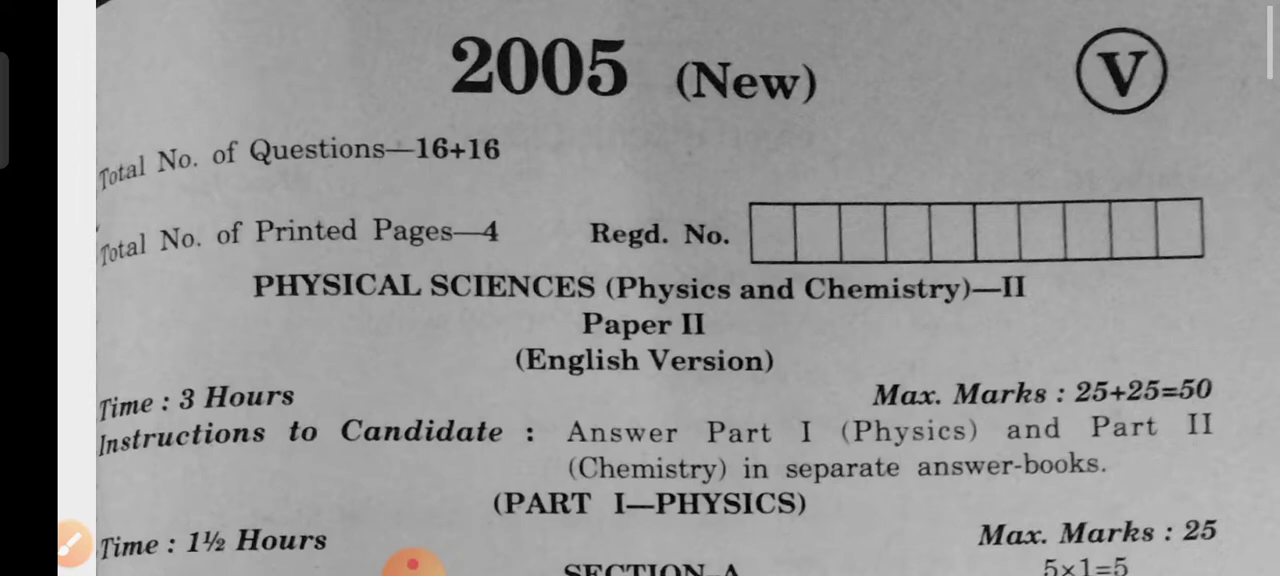 2005 (New) V
Total No. of Questions—16+16
Total No. of Printed Pages—4 Regd. No.
PHYSICAL SCIENCES (Physics and Chemistry)—II
Paper II
(English Version)
Time : 3 Hours Max. Marks : 25+25=50
Instructions to Candidate : Answer Part I (Physics) and Part II
(Chemistry) in separate answer-books.
(PART I—PHYSICS)
Time : 1½ Hours Max. Marks : 25
SECTION-A 5×1=5